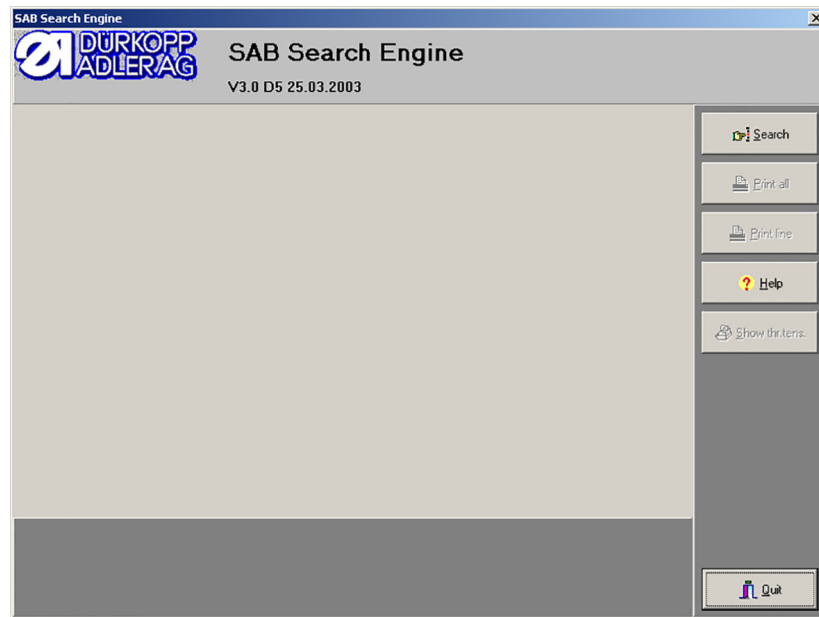 SAB Search Engine
DÜRKOPP
ADLER AG
SAB Search Engine
V3.0 D5 25.03.2003
Search
Print all
Print line
Help
Show thr.tens.
Quit